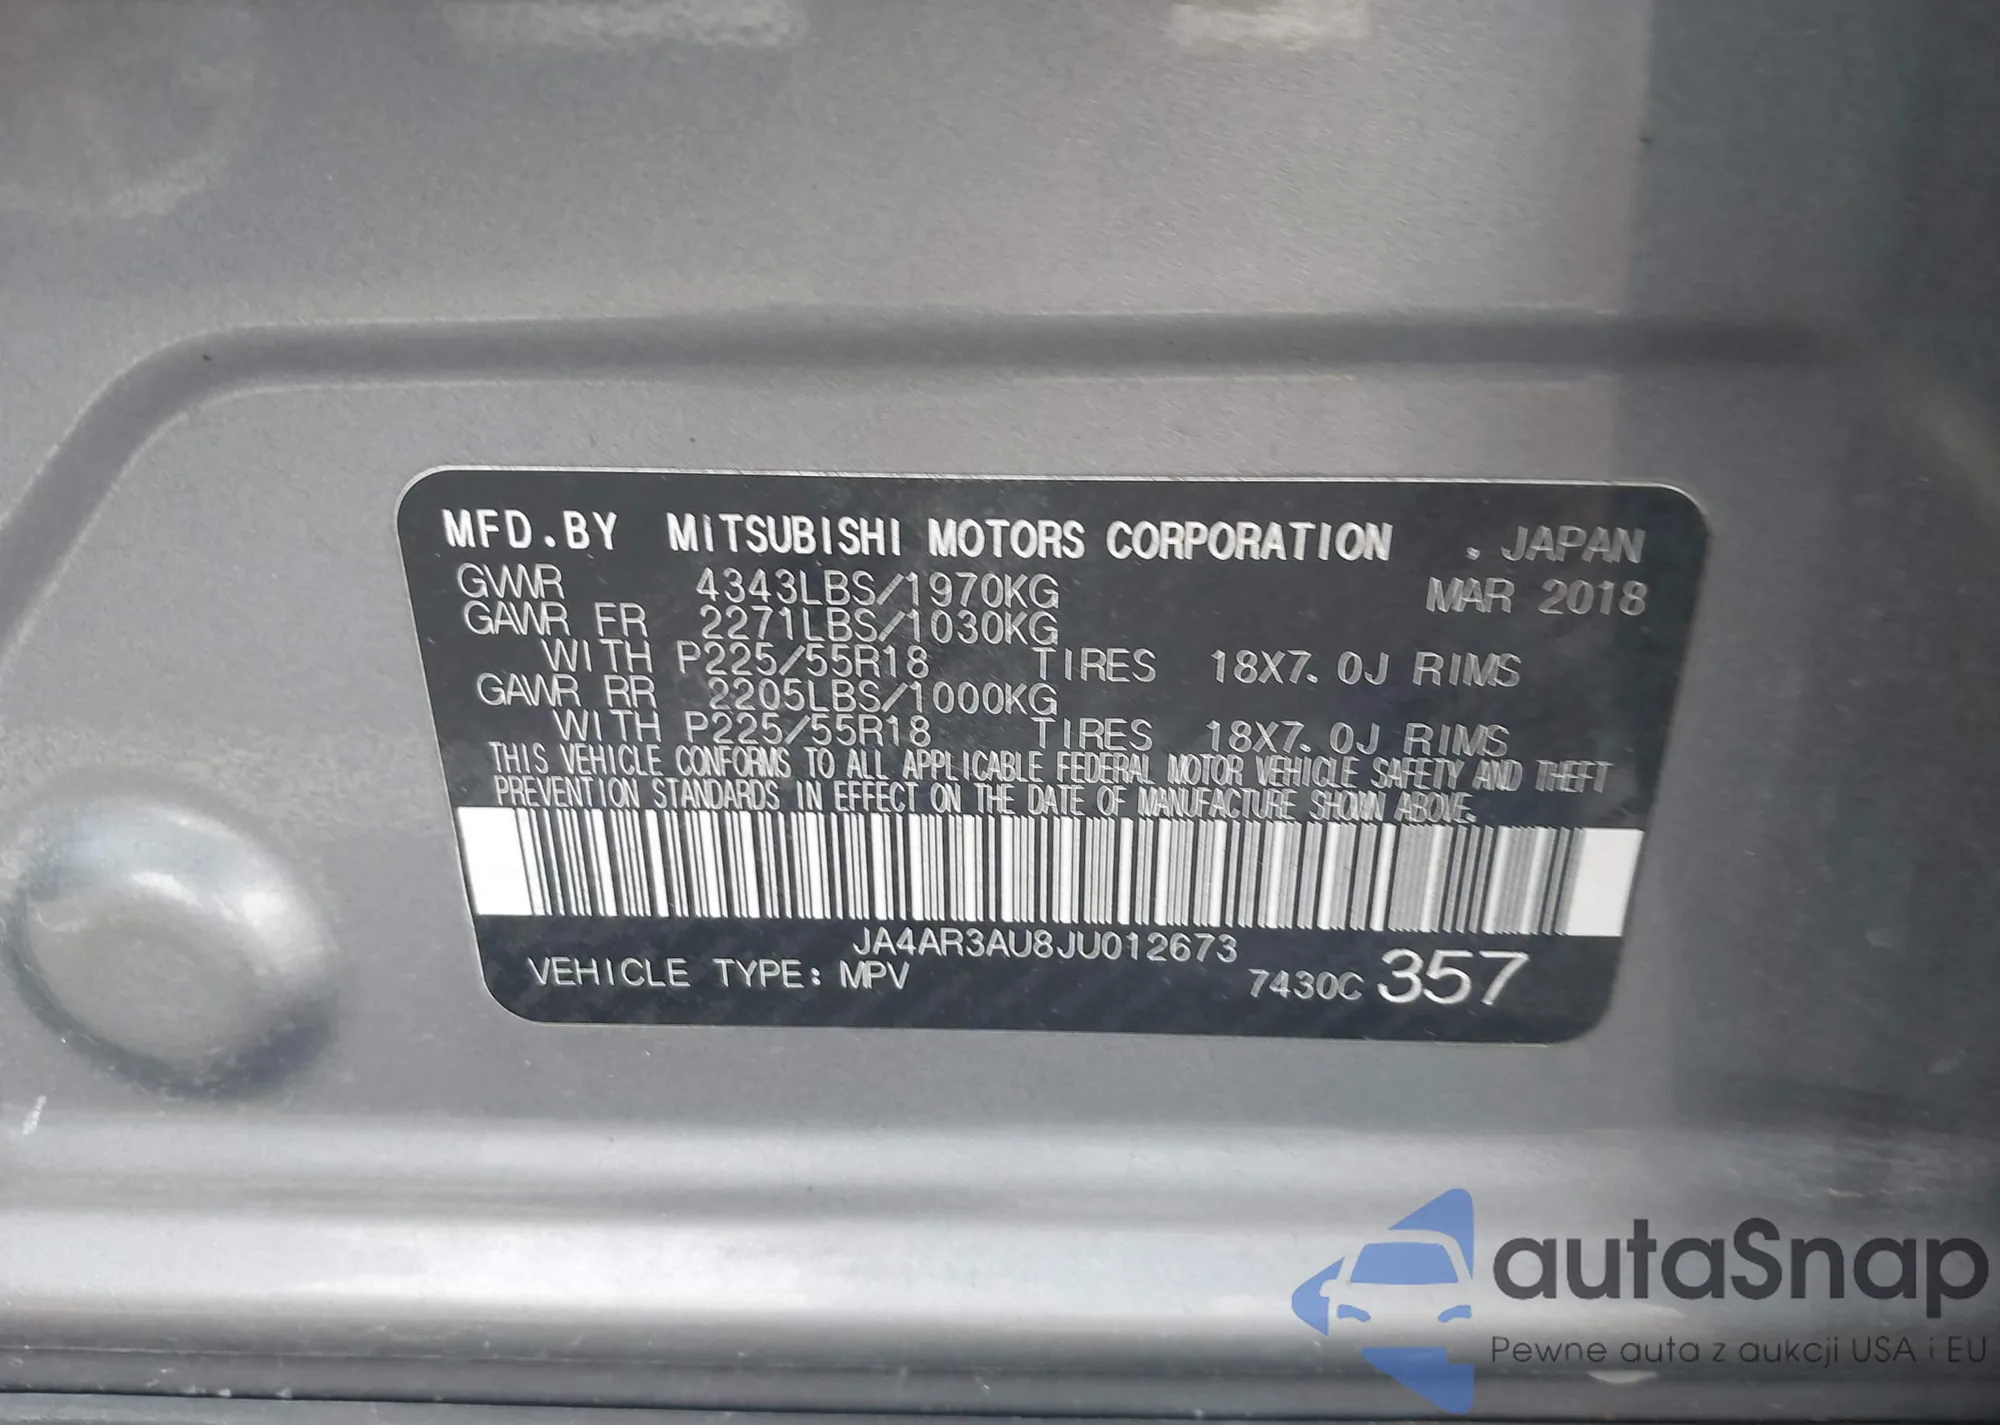 MFD.BY MITSUBISHI MOTORS CORPORATION . JAPAN
GVWR 4343LBS/1970KG MAR 2018
GAWR FR 2271LBS/1030KG
WITH P225/55R18 TIRES 18X7.0J RIMS
GAWR RR 2205LBS/1000KG
WITH P225/55R18 TIRES 18X7.0J RIMS
THIS VEHICLE CONFORMS TO ALL APPLICABLE FEDERAL MOTOR VEHICLE SAFETY AND THEFT
PREVENTION STANDARDS IN EFFECT ON THE DATE OF MANUFACTURE SHOWN ABOVE.
JA4AR3AU8JU012673
VEHICLE TYPE: MPV 7430C 357
autaSnap
Pewne auta z aukcji USA i EU